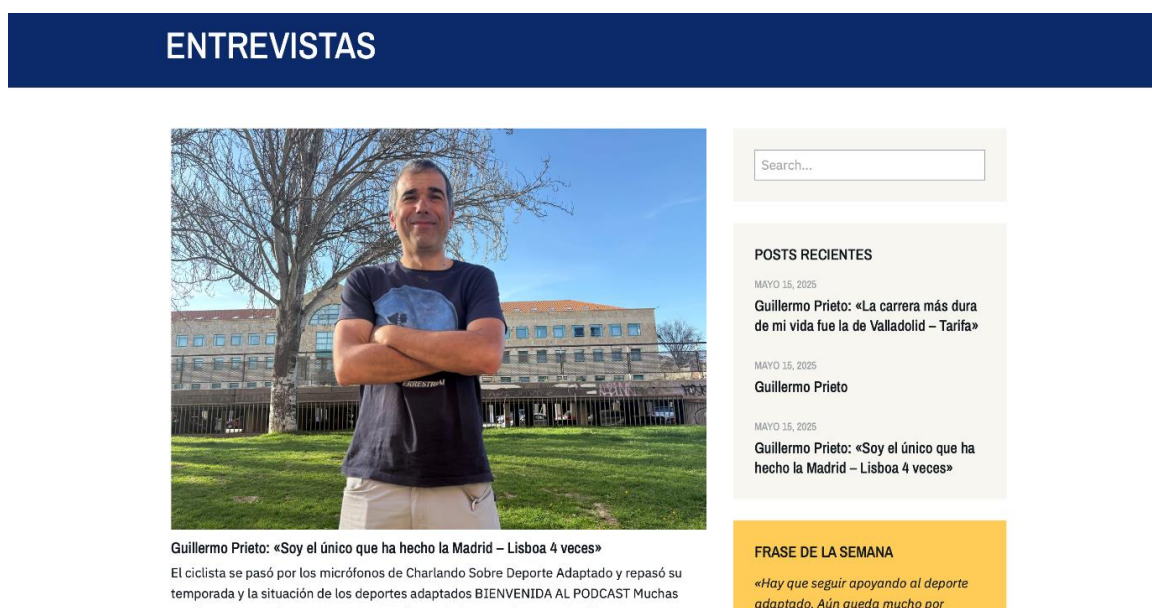 ENTREVISTAS
RRESTRIAL
Guillermo Prieto: «Soy el único que ha hecho la Madrid – Lisboa 4 veces»
El ciclista se pasó por los micrófonos de Charlando Sobre Deporte Adaptado y repasó su
temporada y la situación de los deportes adaptados BIENVENIDA AL PODCAST Muchas
Search...
POSTS RECIENTES
MAYO 15, 2025
Guillermo Prieto: «La carrera más dura
de mi vida fue la de Valladolid – Tarifa»
MAYO 15, 2025
Guillermo Prieto
MAYO 15, 2025
Guillermo Prieto: «Soy el único que ha
hecho la Madrid – Lisboa 4 veces»
FRASE DE LA SEMANA
«Hay que seguir apoyando al deporte
adaptado. Aún queda mucho por